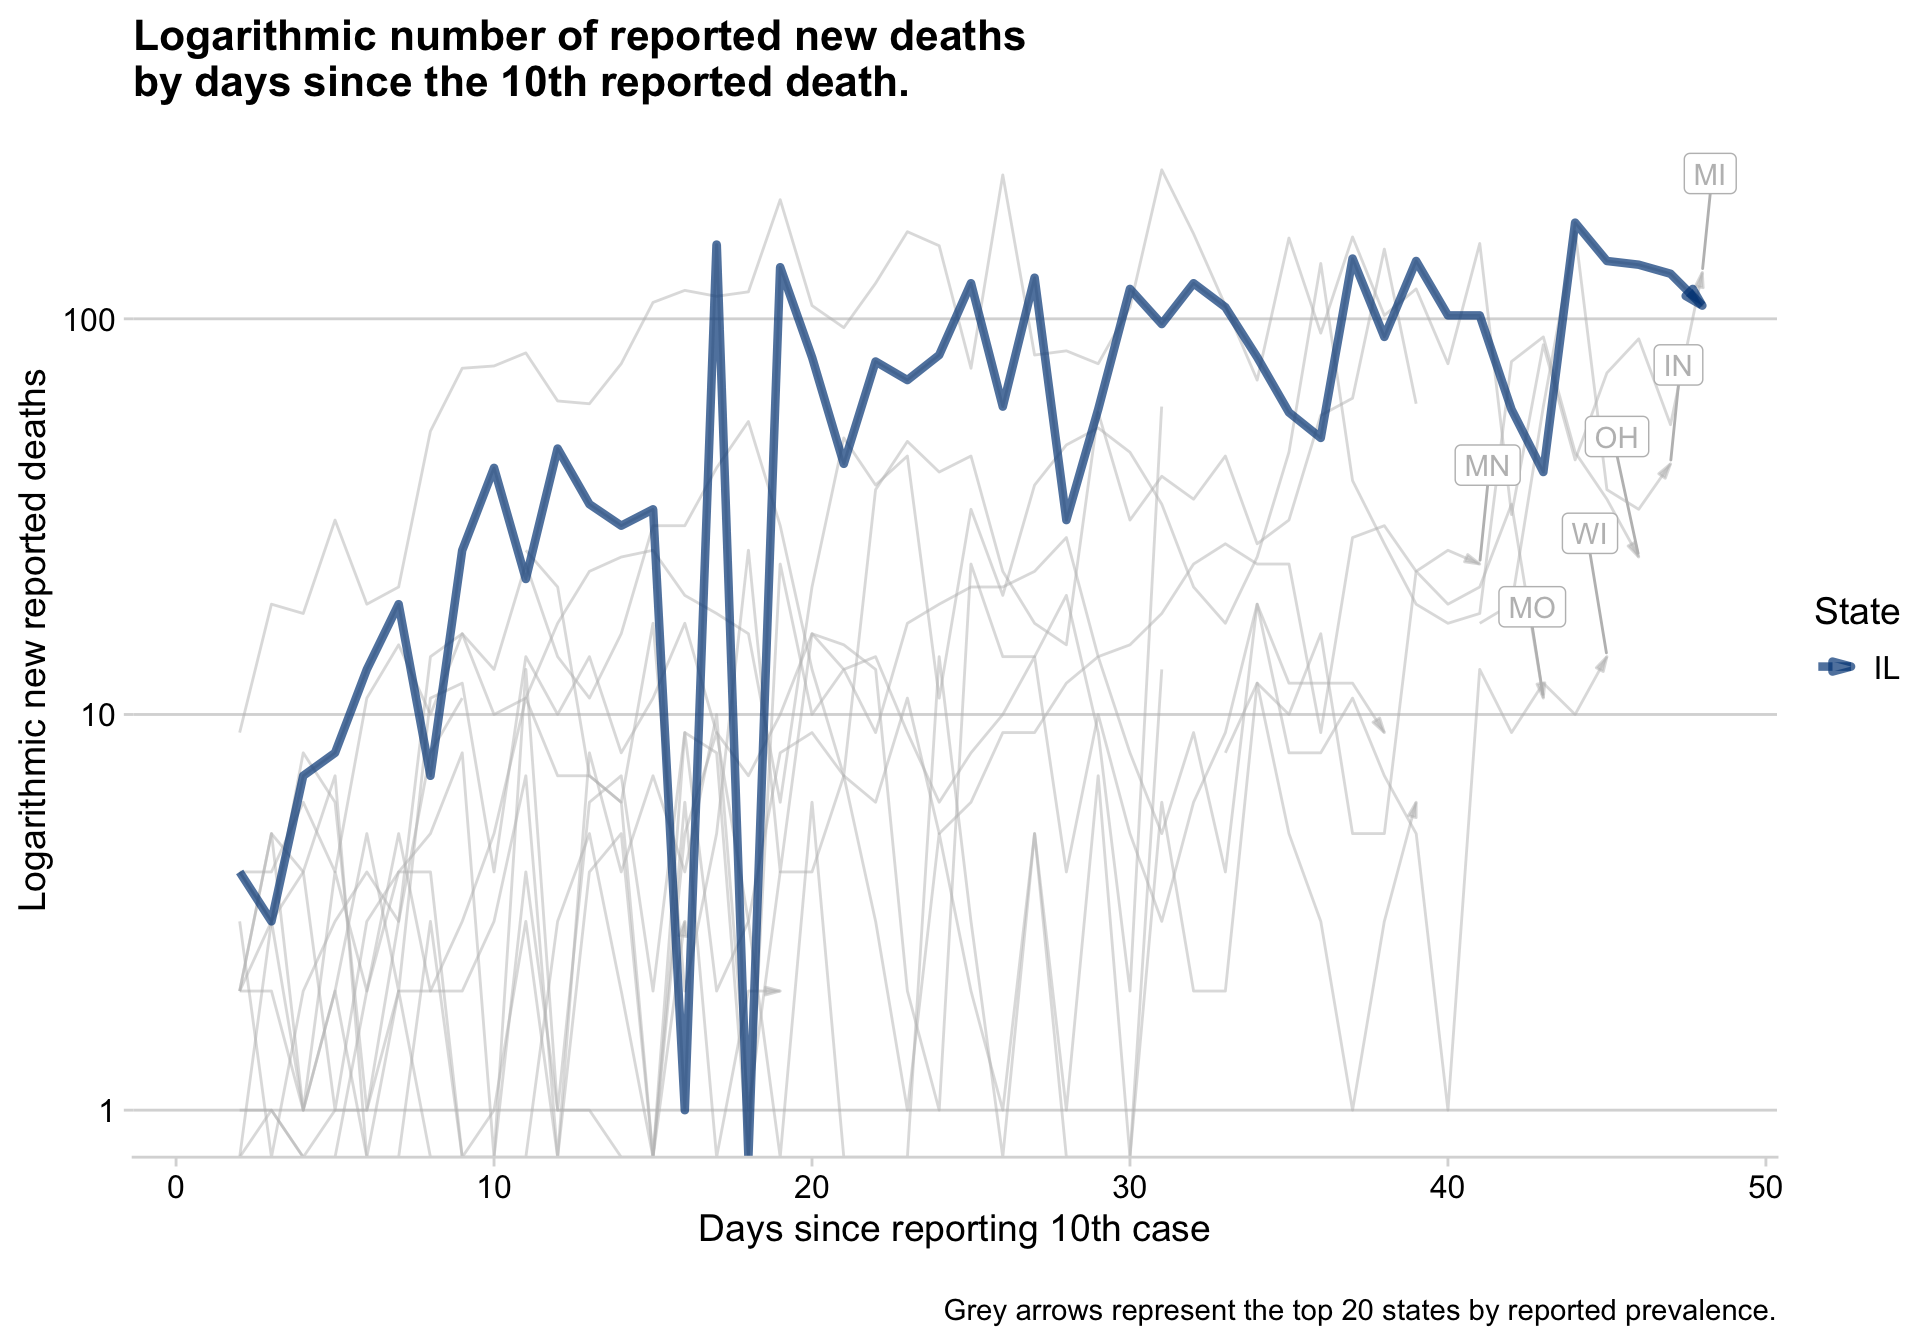 Logarithmic number of reported new deaths
by days since the 10th reported death.
MI
100
IN
OH
MN
WI
MO
10
1
Logarithmic new reported deaths
State
IL
0 10 20 30 40 50
Days since reporting 10th case
Grey arrows represent the top 20 states by reported prevalence.